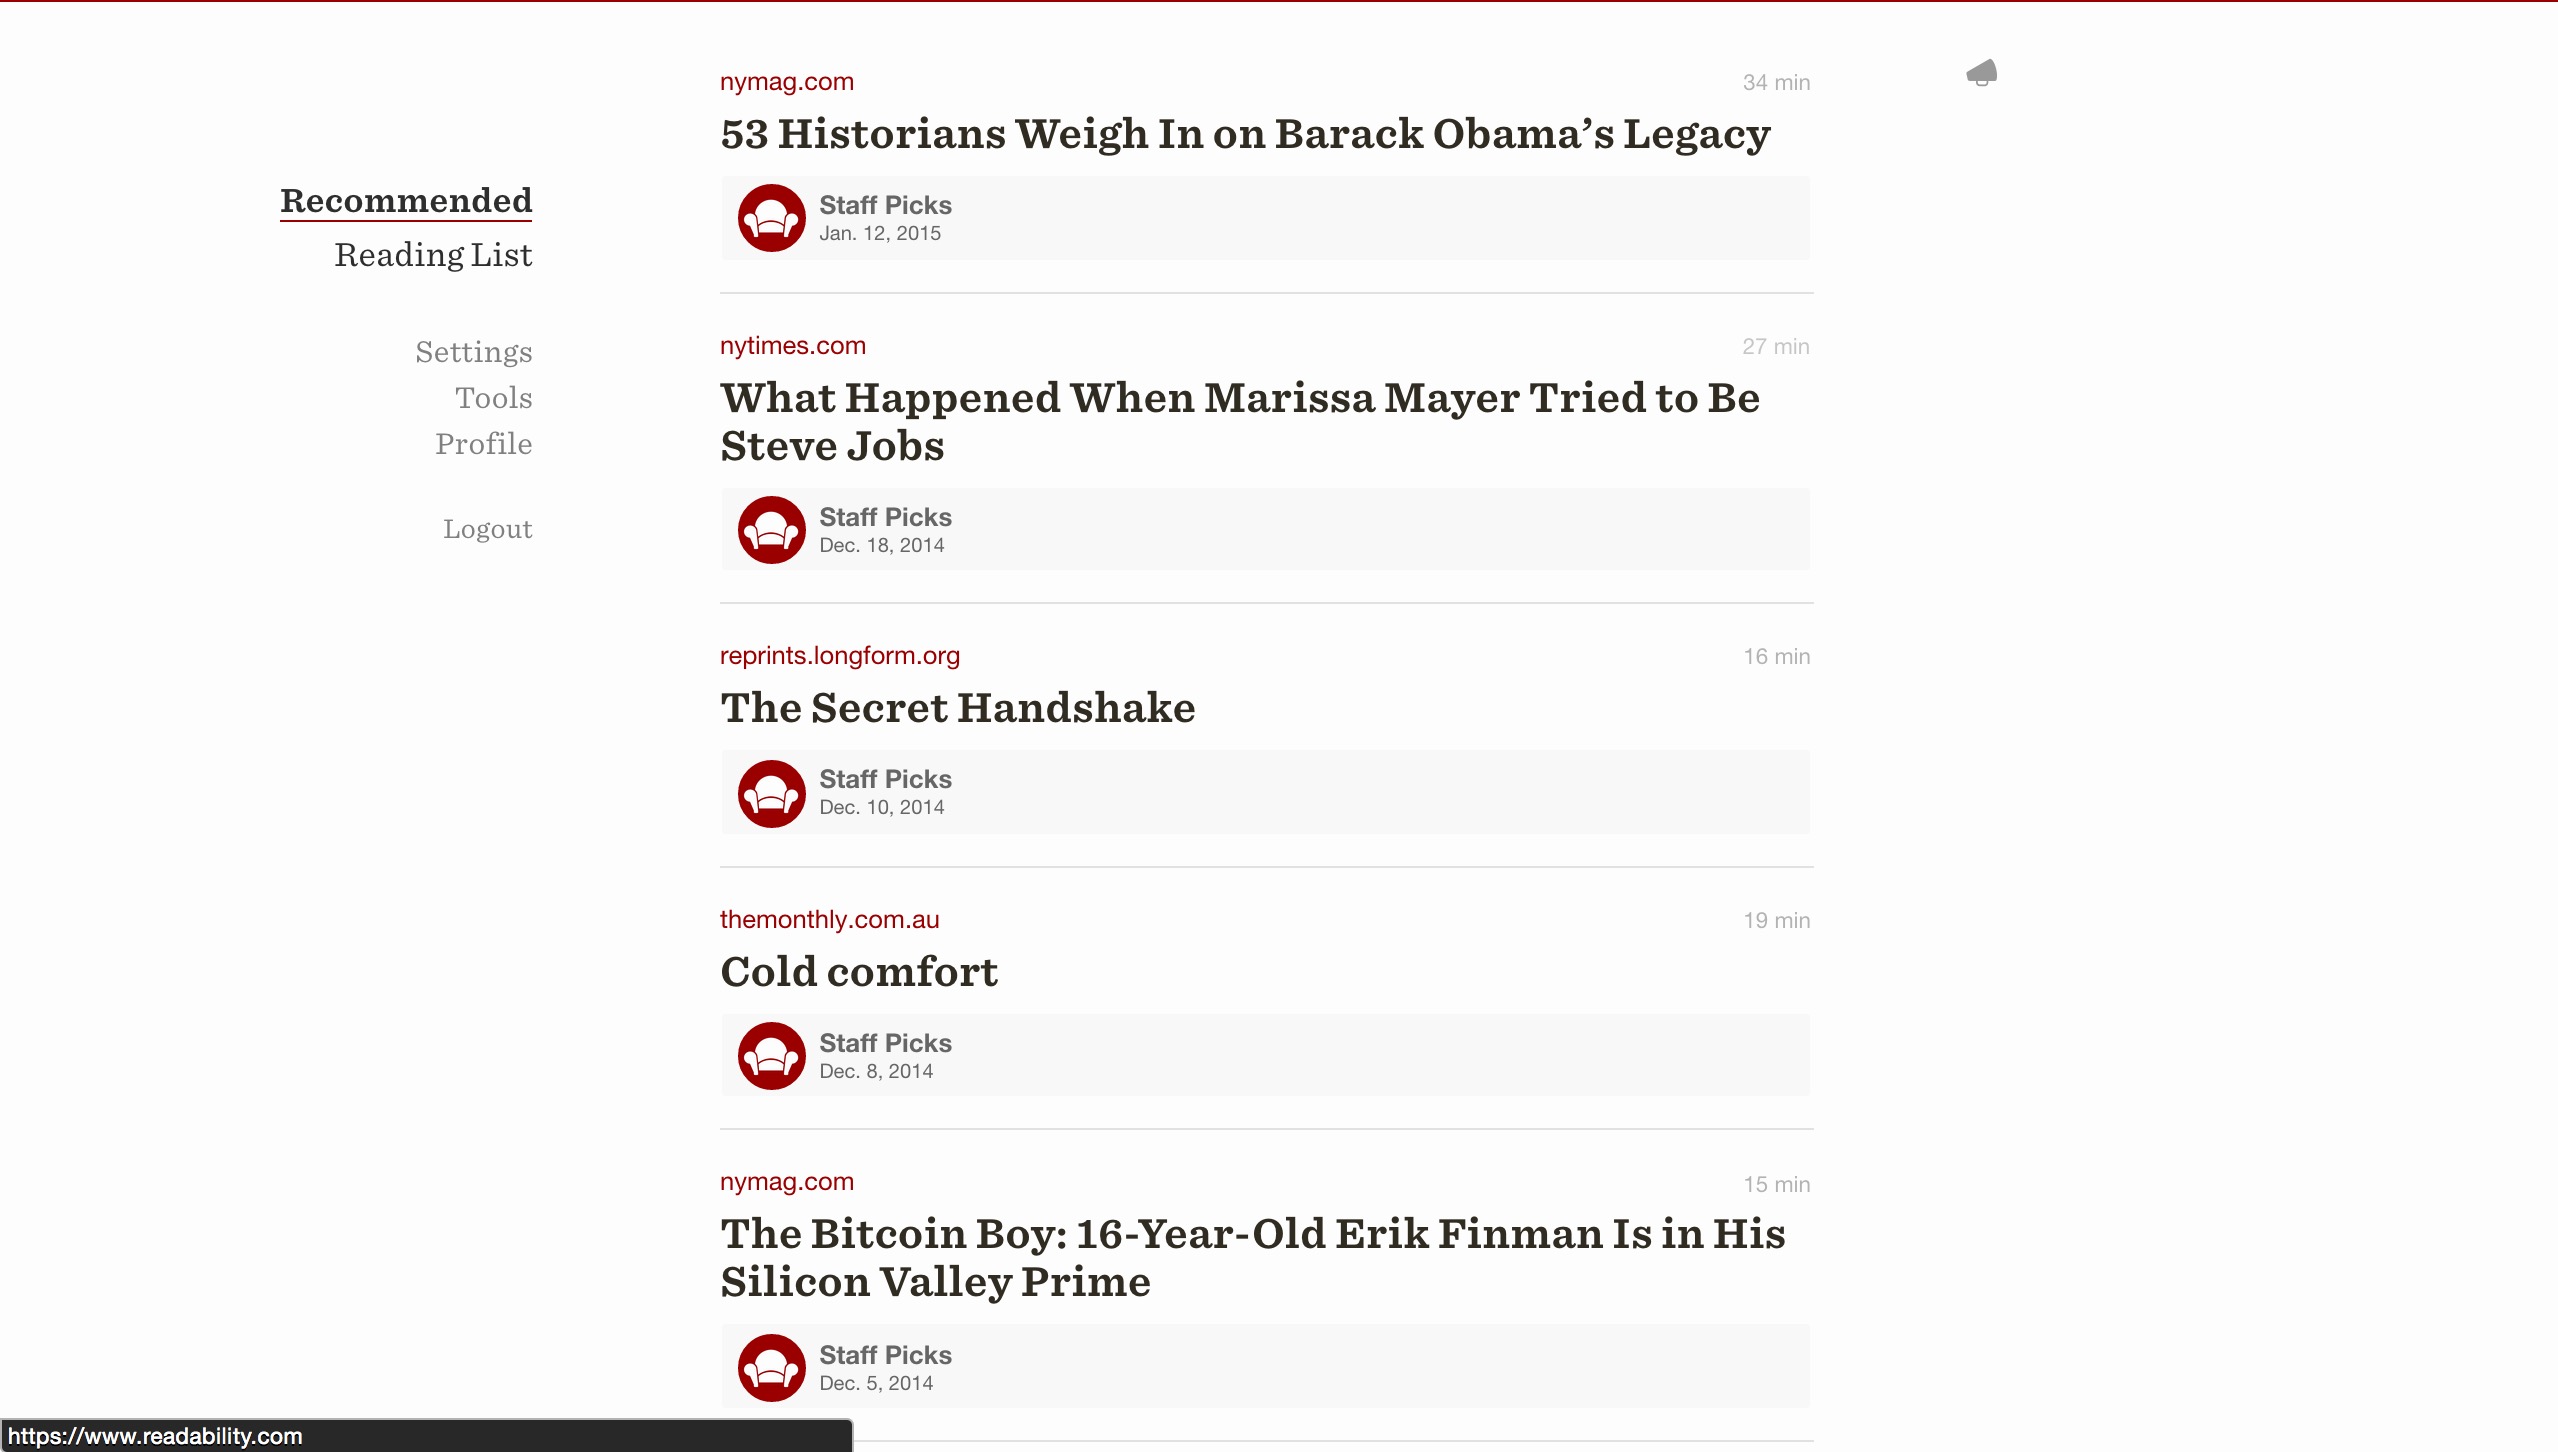 Recommended
Reading List
Settings
Tools
Profile
Logout
nymag.com
34 min
53 Historians Weigh In on Barack Obama’s Legacy
Staff Picks
Jan. 12, 2015
nytimes.com
27 min
What Happened When Marissa Mayer Tried to Be
Steve Jobs
Staff Picks
Dec. 18, 2014
reprints.longform.org
16 min
The Secret Handshake
Staff Picks
Dec. 10, 2014
themonthly.com.au
19 min
Cold comfort
Staff Picks
Dec. 8, 2014
nymag.com
15 min
The Bitcoin Boy: 16-Year-Old Erik Finman Is in His
Silicon Valley Prime
Staff Picks
Dec. 5, 2014
https://www.readability.com